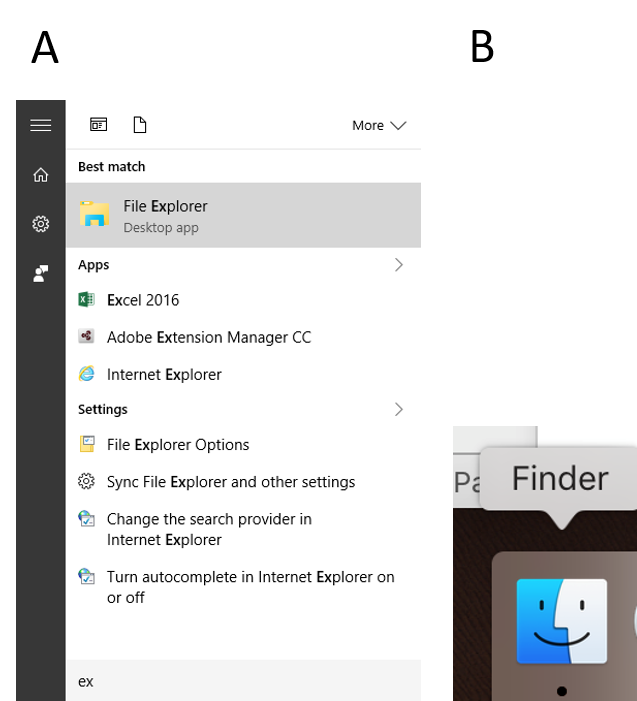 A
B
More
Best match
File Explorer
Desktop app
Apps
Excel 2016
Adobe Extension Manager CC
Internet Explorer
Settings
File Explorer Options
Sync File Explorer and other settings
Change the search provider in
Internet Explorer
Turn autocomplete in Internet Explorer on
or off
ex
Pa
Finder